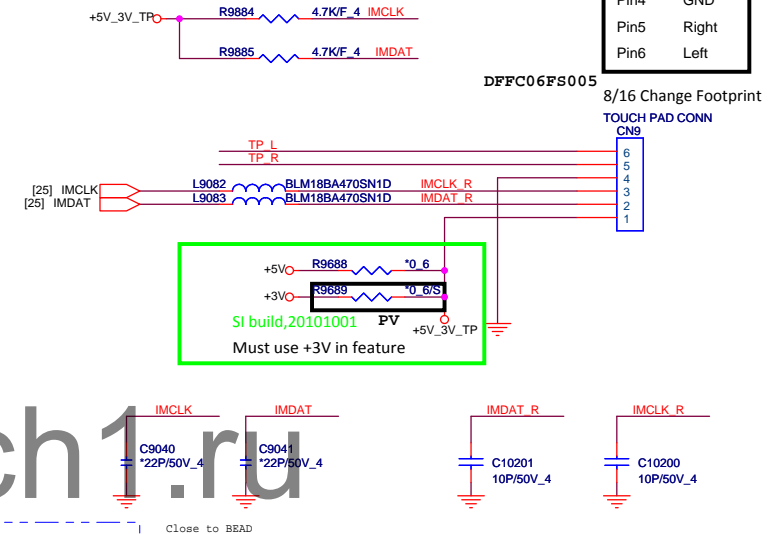 Pin4 GND
+5V_3V_TP
R9884 4.7K/F_4 IMCLK
Pin5 Right
R9885 4.7K/F_4 IMDAT
Pin6 Left
DFFC06FS005
8/16 Change Footprint
TOUCH PAD CONN
CN9
TP_L
6
TP_R
5
4
[25] IMCLK L9082 BLM18BA470SN1D IMCLK_R
3
[25] IMDAT L9083 BLM18BA470SN1D IMDAT_R
2
1
+5V R9688 *0_6
+3V R9689 *0_6/S
SI build,20101001 PV
+5V_3V_TP
Must use +3V in feature
IMCLK IMDAT IMDAT_R IMCLK_R
C9040 C9041 C10201 C10200
*22P/50V_4 *22P/50V_4 10P/50V_4 10P/50V_4
ch1.ru
Close to BEAD